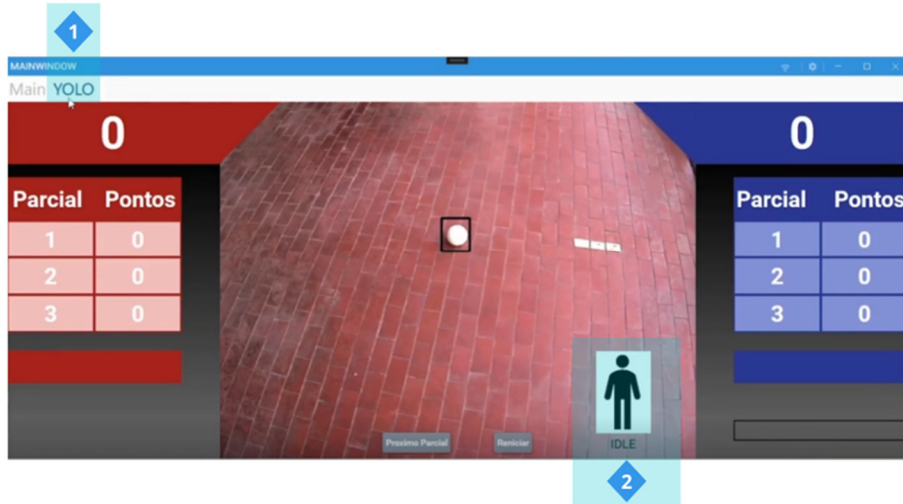 1
MAINWINDOW
Main YOLO
0
0
Parcial Pontos
1 0
2 0
3 0
Parcial Pontos
1 0
2 0
3 0
Proximo Parcial
Reniciar
IDLE
2